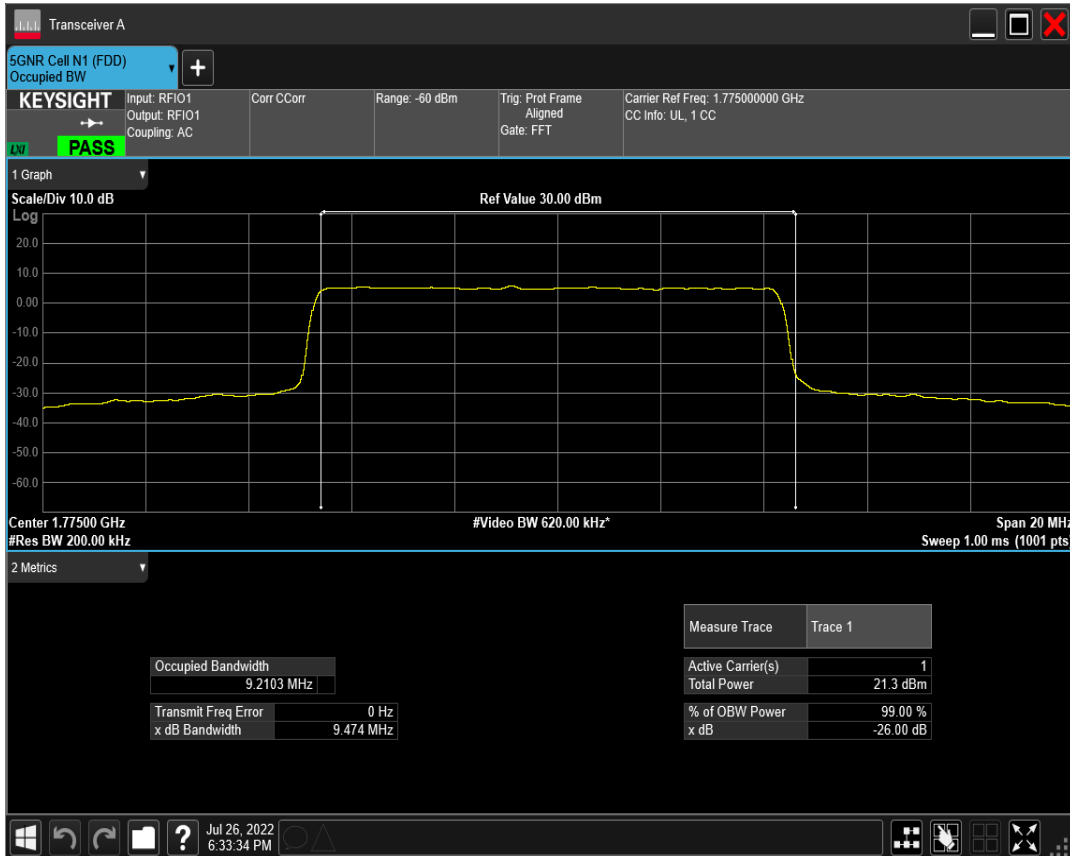 Transceiver A
5GNR Cell N1 (FDD)
Occupied BW
+
KEYSIGHT
LXI
PASS
Input: RFIO1
Output: RFIO1
Coupling: AC
Corr CCorr
Range: -60 dBm
Trig: Prot Frame
Aligned
Gate: FFT
Carrier Ref Freq: 1.775000000 GHz
CC Info: UL, 1 CC
1 Graph
Scale/Div 10.0 dB
Ref Value 30.00 dBm
Log
20.0
10.0
0.00
-10.0
-20.0
-30.0
-40.0
-50.0
-60.0
Center 1.77500 GHz
#Video BW 620.00 kHz*
Span 20 MHz
#Res BW 200.00 kHz
Sweep 1.00 ms (1001 pts)
2 Metrics
Measure Trace Trace 1
Occupied Bandwidth
9.2103 MHz
Active Carrier(s) 1
Total Power 21.3 dBm
Transmit Freq Error 0 Hz
x dB Bandwidth 9.474 MHz
% of OBW Power 99.00 %
x dB -26.00 dB
?
Jul 26, 2022
6:33:34 PM